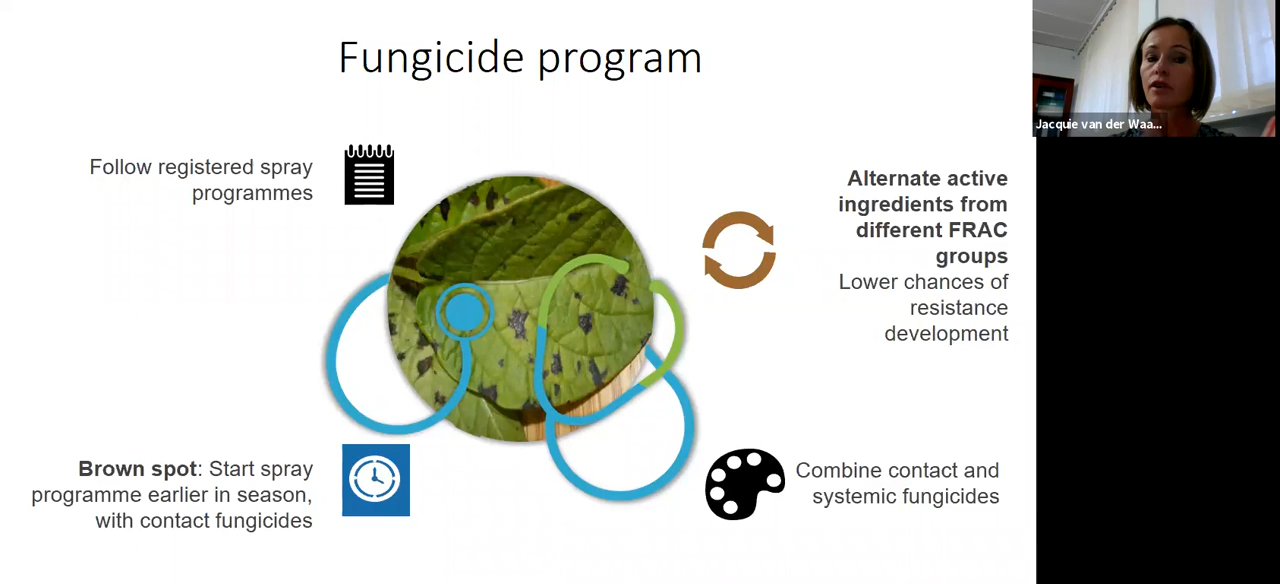 Fungicide program
Jacquie van der Waa...
Follow registered spray
programmes
Alternate active
ingredients from
different FRAC
groups
Lower chances of
resistance
development
Brown spot: Start spray
programme earlier in season,
with contact fungicides
Combine contact and
systemic fungicides